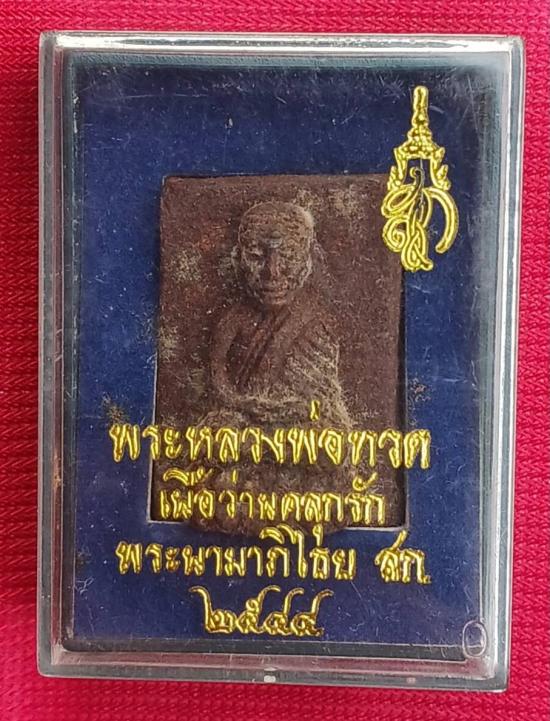 พระหลวงพ่อทวด
เนื้อว่านคลุกรัก
พระนามาภิไธย สก.
๒๕๔๔